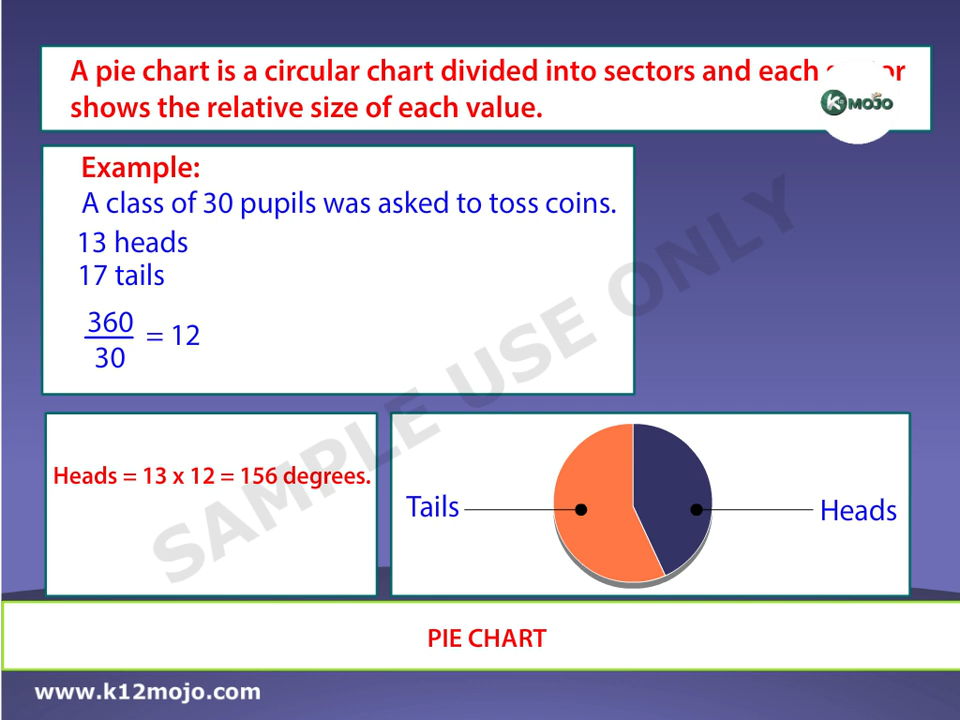 A pie chart is a circular chart divided into sectors and each
shows the relative size of each value.
K12 MOJO
Example:
A class of 30 pupils was asked to toss coins.
13 heads
17 tails
360
30
= 12
SAMPLE USE ONLY
Heads = 13 x 12 = 156 degrees.
Tails
Heads
PIE CHART
www.k12mojo.com